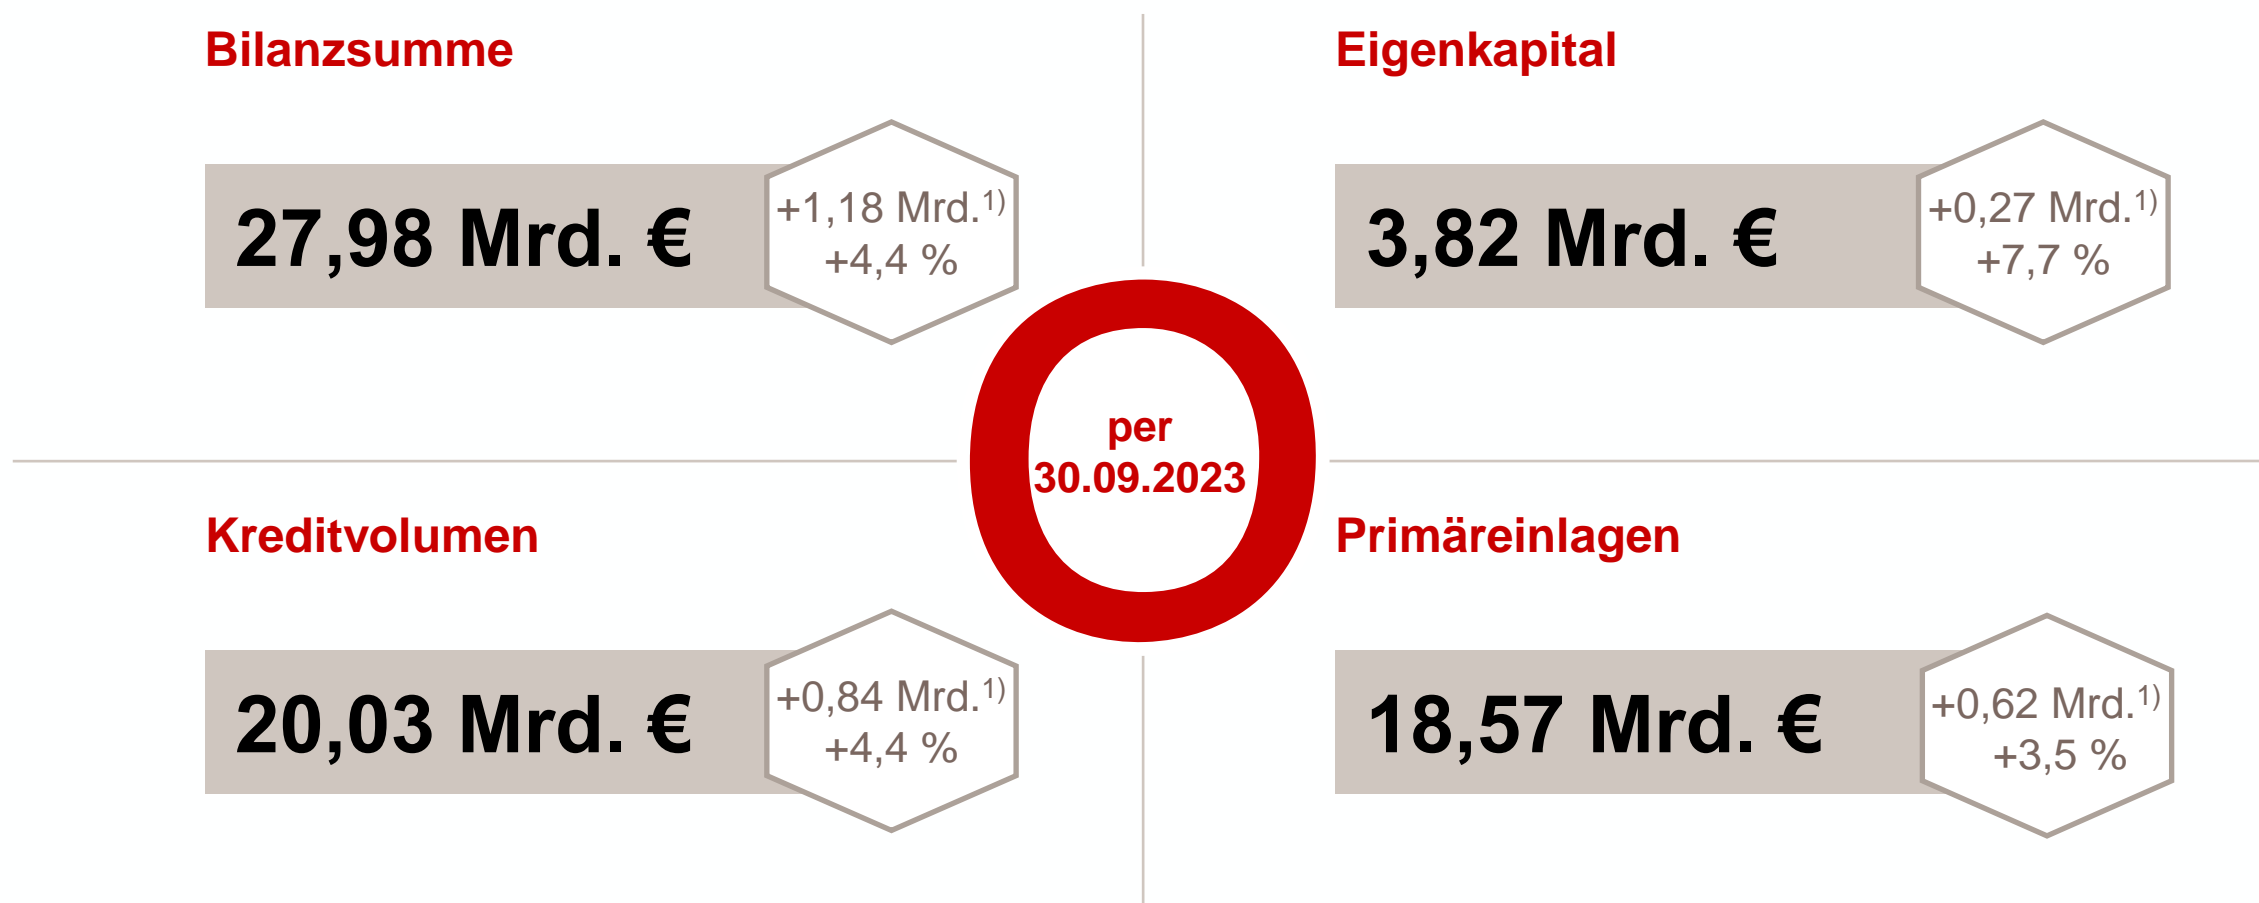 Bilanzsumme
27,98 Mrd. €
+1,18 Mrd.1)
+4,4 %
Eigenkapital
3,82 Mrd. €
+0,27 Mrd.1)
+7,7 %
per
30.09.2023
Kreditvolumen
20,03 Mrd. €
+0,84 Mrd.1)
+4,4 %
Primäreinlagen
18,57 Mrd. €
+0,62 Mrd.1)
+3,5 %